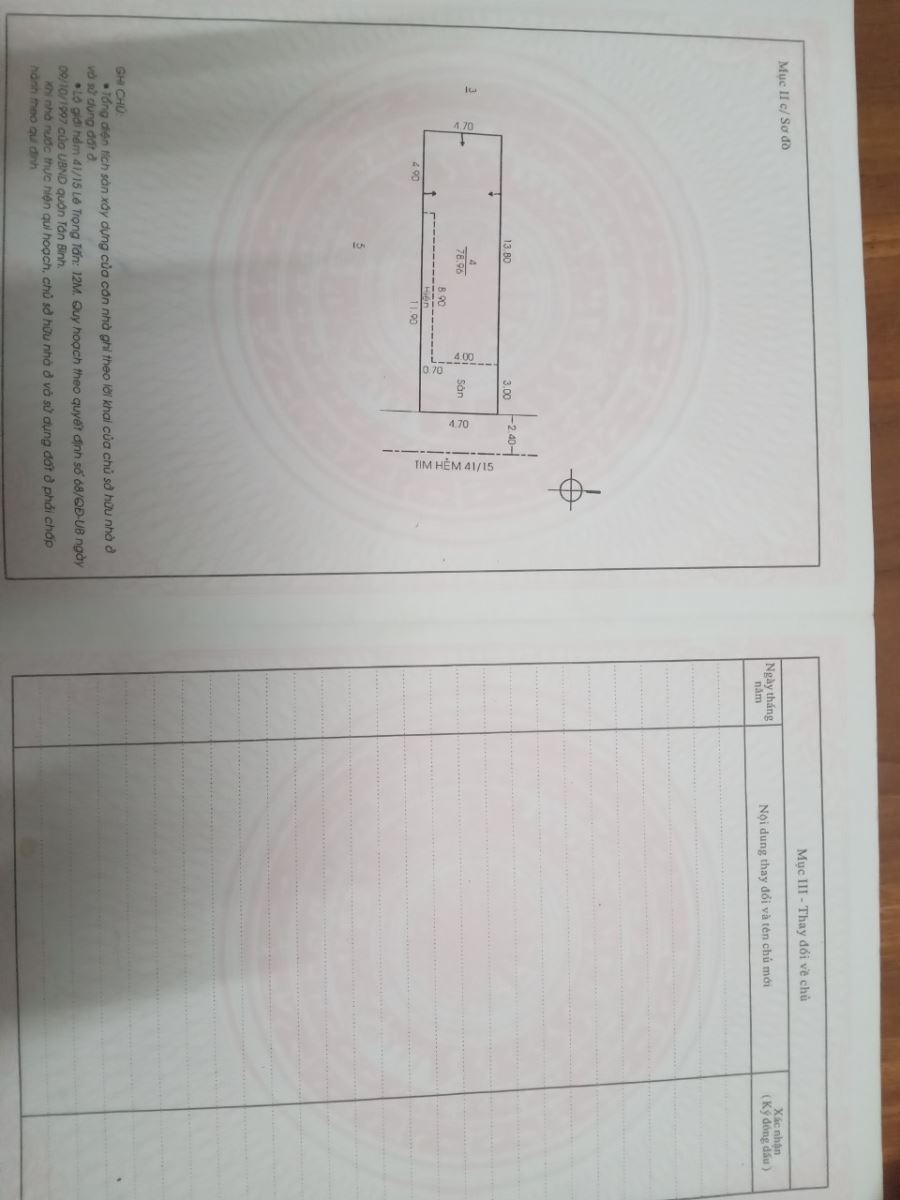 Mục II c/ Sơ đồ
13
4.70
4.90
13.80
4
78.96
15
8.90
Hiên
11.90
4.00
0.70
Sân
3.00
4.70
2.40
TIM HẺM 41/15
GHI CHÚ:
• Tổng diện tích sàn xây dựng của căn nhà ghi theo lời khai của chủ sở hữu nhà ở
và sử dụng đất ở.
• Lộ giới hẻm 41/15 Lê Trọng Tấn: 12M. Quy hoạch theo quyết định số 68/QĐ-UB ngày
09/10/1997 của UBND quận Tân Bình.
Khi nhà nước thực hiện qui hoạch, chủ sở hữu nhà ở và sử dụng đất ở phải chấp
hành theo qui định
Mục III - Thay đổi về chủ
Ngày tháng
năm
Nội dung thay đổi và tên chủ mới
Xác nhận
( Ký đóng dấu )